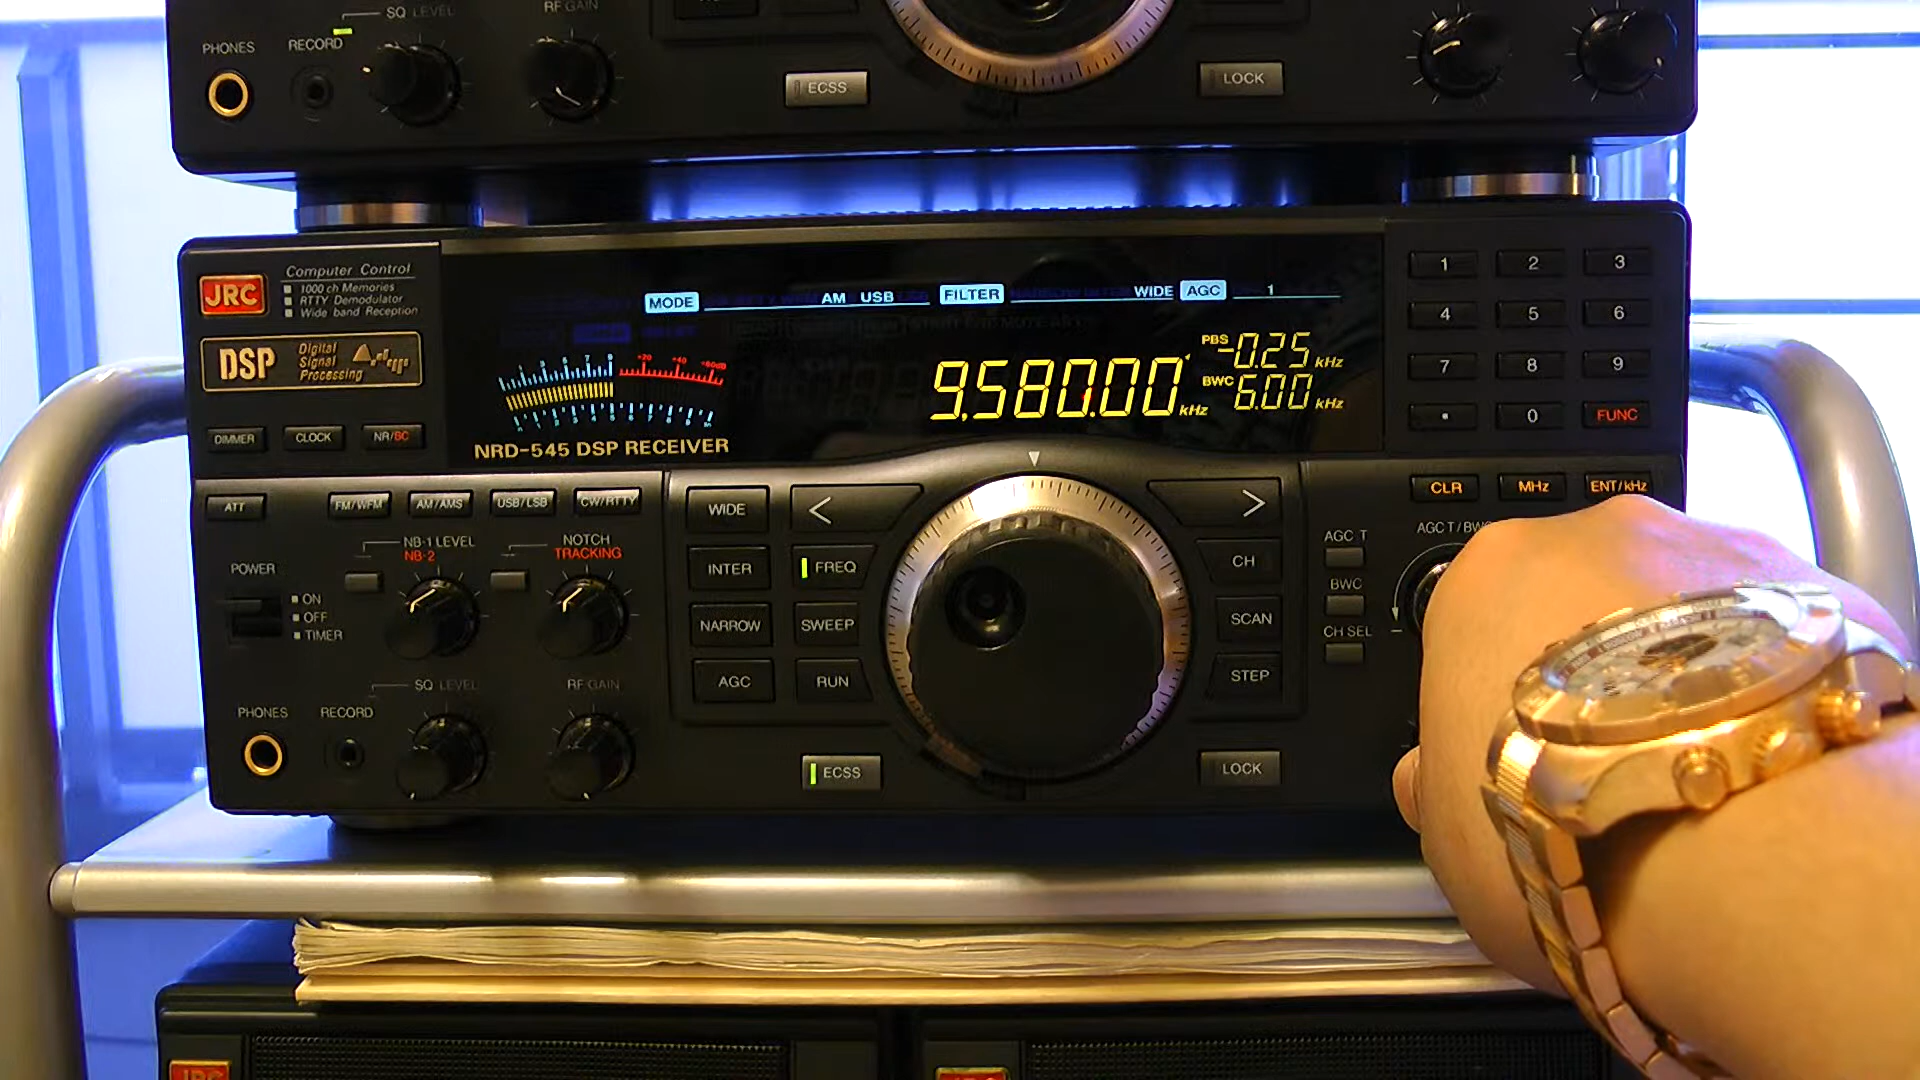 SQ LEVEL
RF GAIN
PHONES
RECORD
ECSS
LOCK
JRC
Computer Control
1000 ch Memories
RTTY Demodulator
Wide band Reception
DSP
Digital
Signal
Processing
DIMMER
CLOCK
NR/BC
MODE
AM
USB
FILTER
WIDE
AGC
1
+20
+40
+60dB
NRD-545 DSP RECEIVER
9,580.00 kHz
PBS -0.25 kHz
BWC 6.00 kHz
1 2 3
4 5 6
7 8 9
. 0 FUNC
CLR
MHz
ENT/kHz
ATT
FM/WFM
AM/AMS
USB/LSB
CW/RTTY
NB-1 LEVEL
NB-2
NOTCH
TRACKING
POWER
ON
OFF
TIMER
WIDE
INTER
NARROW
AGC
<
FREQ
SWEEP
RUN
>
CH
SCAN
STEP
AGC T
BWC
CH SEL
AGC T/BWC
PHONES
RECORD
SQ LEVEL
RF GAIN
ECSS
LOCK
JRC
JRC